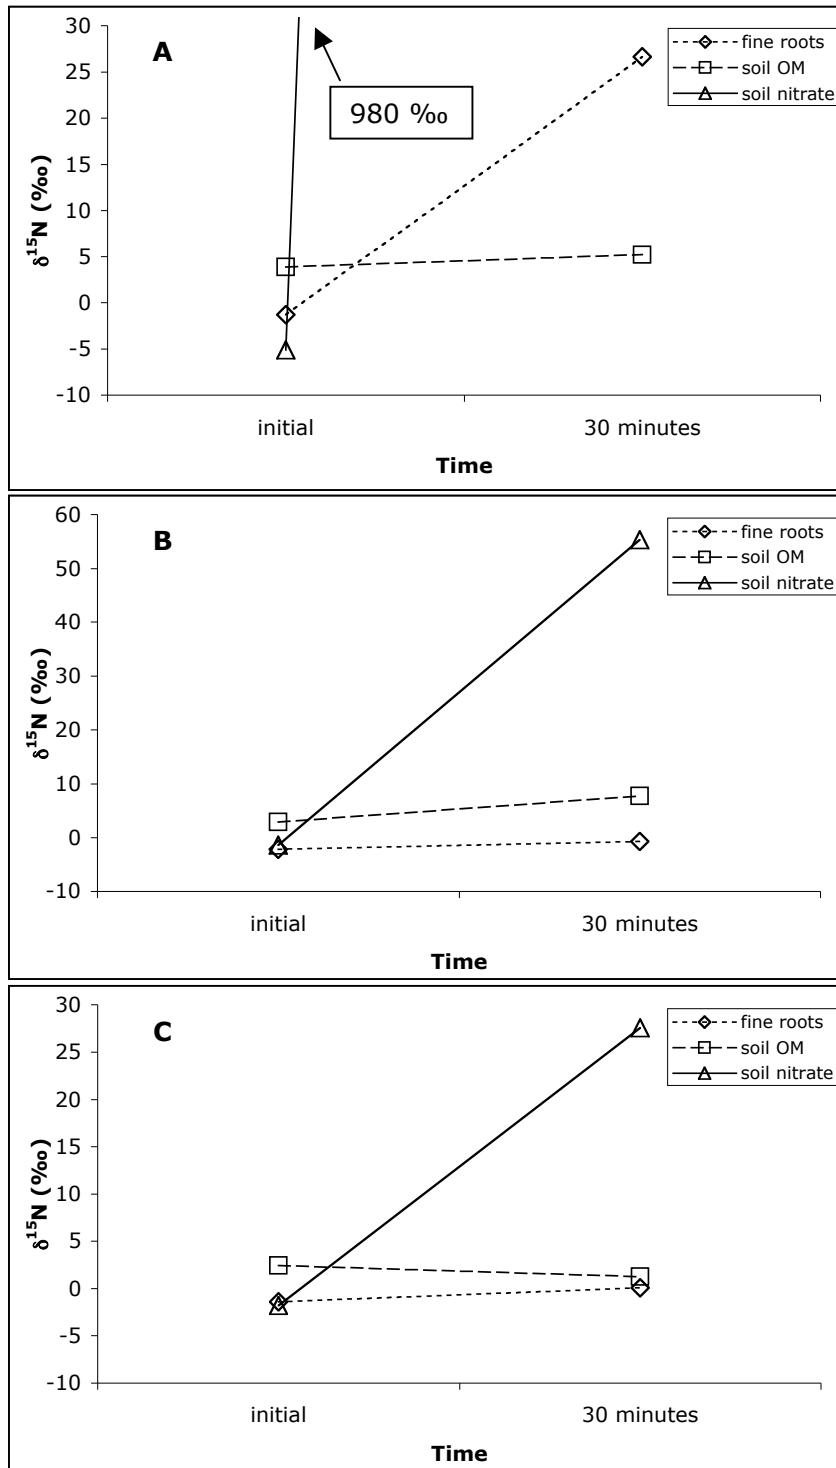 A
30
25
20
15
10
5
0
-5
-10
δ¹⁵N (‰)
980 ‰
fine roots
soil OM
soil nitrate
initial 30 minutes
Time
B
60
50
40
30
20
10
0
-10
δ¹⁵N (‰)
fine roots
soil OM
soil nitrate
initial 30 minutes
Time
C
30
25
20
15
10
5
0
-5
-10
δ¹⁵N (‰)
fine roots
soil OM
soil nitrate
initial 30 minutes
Time